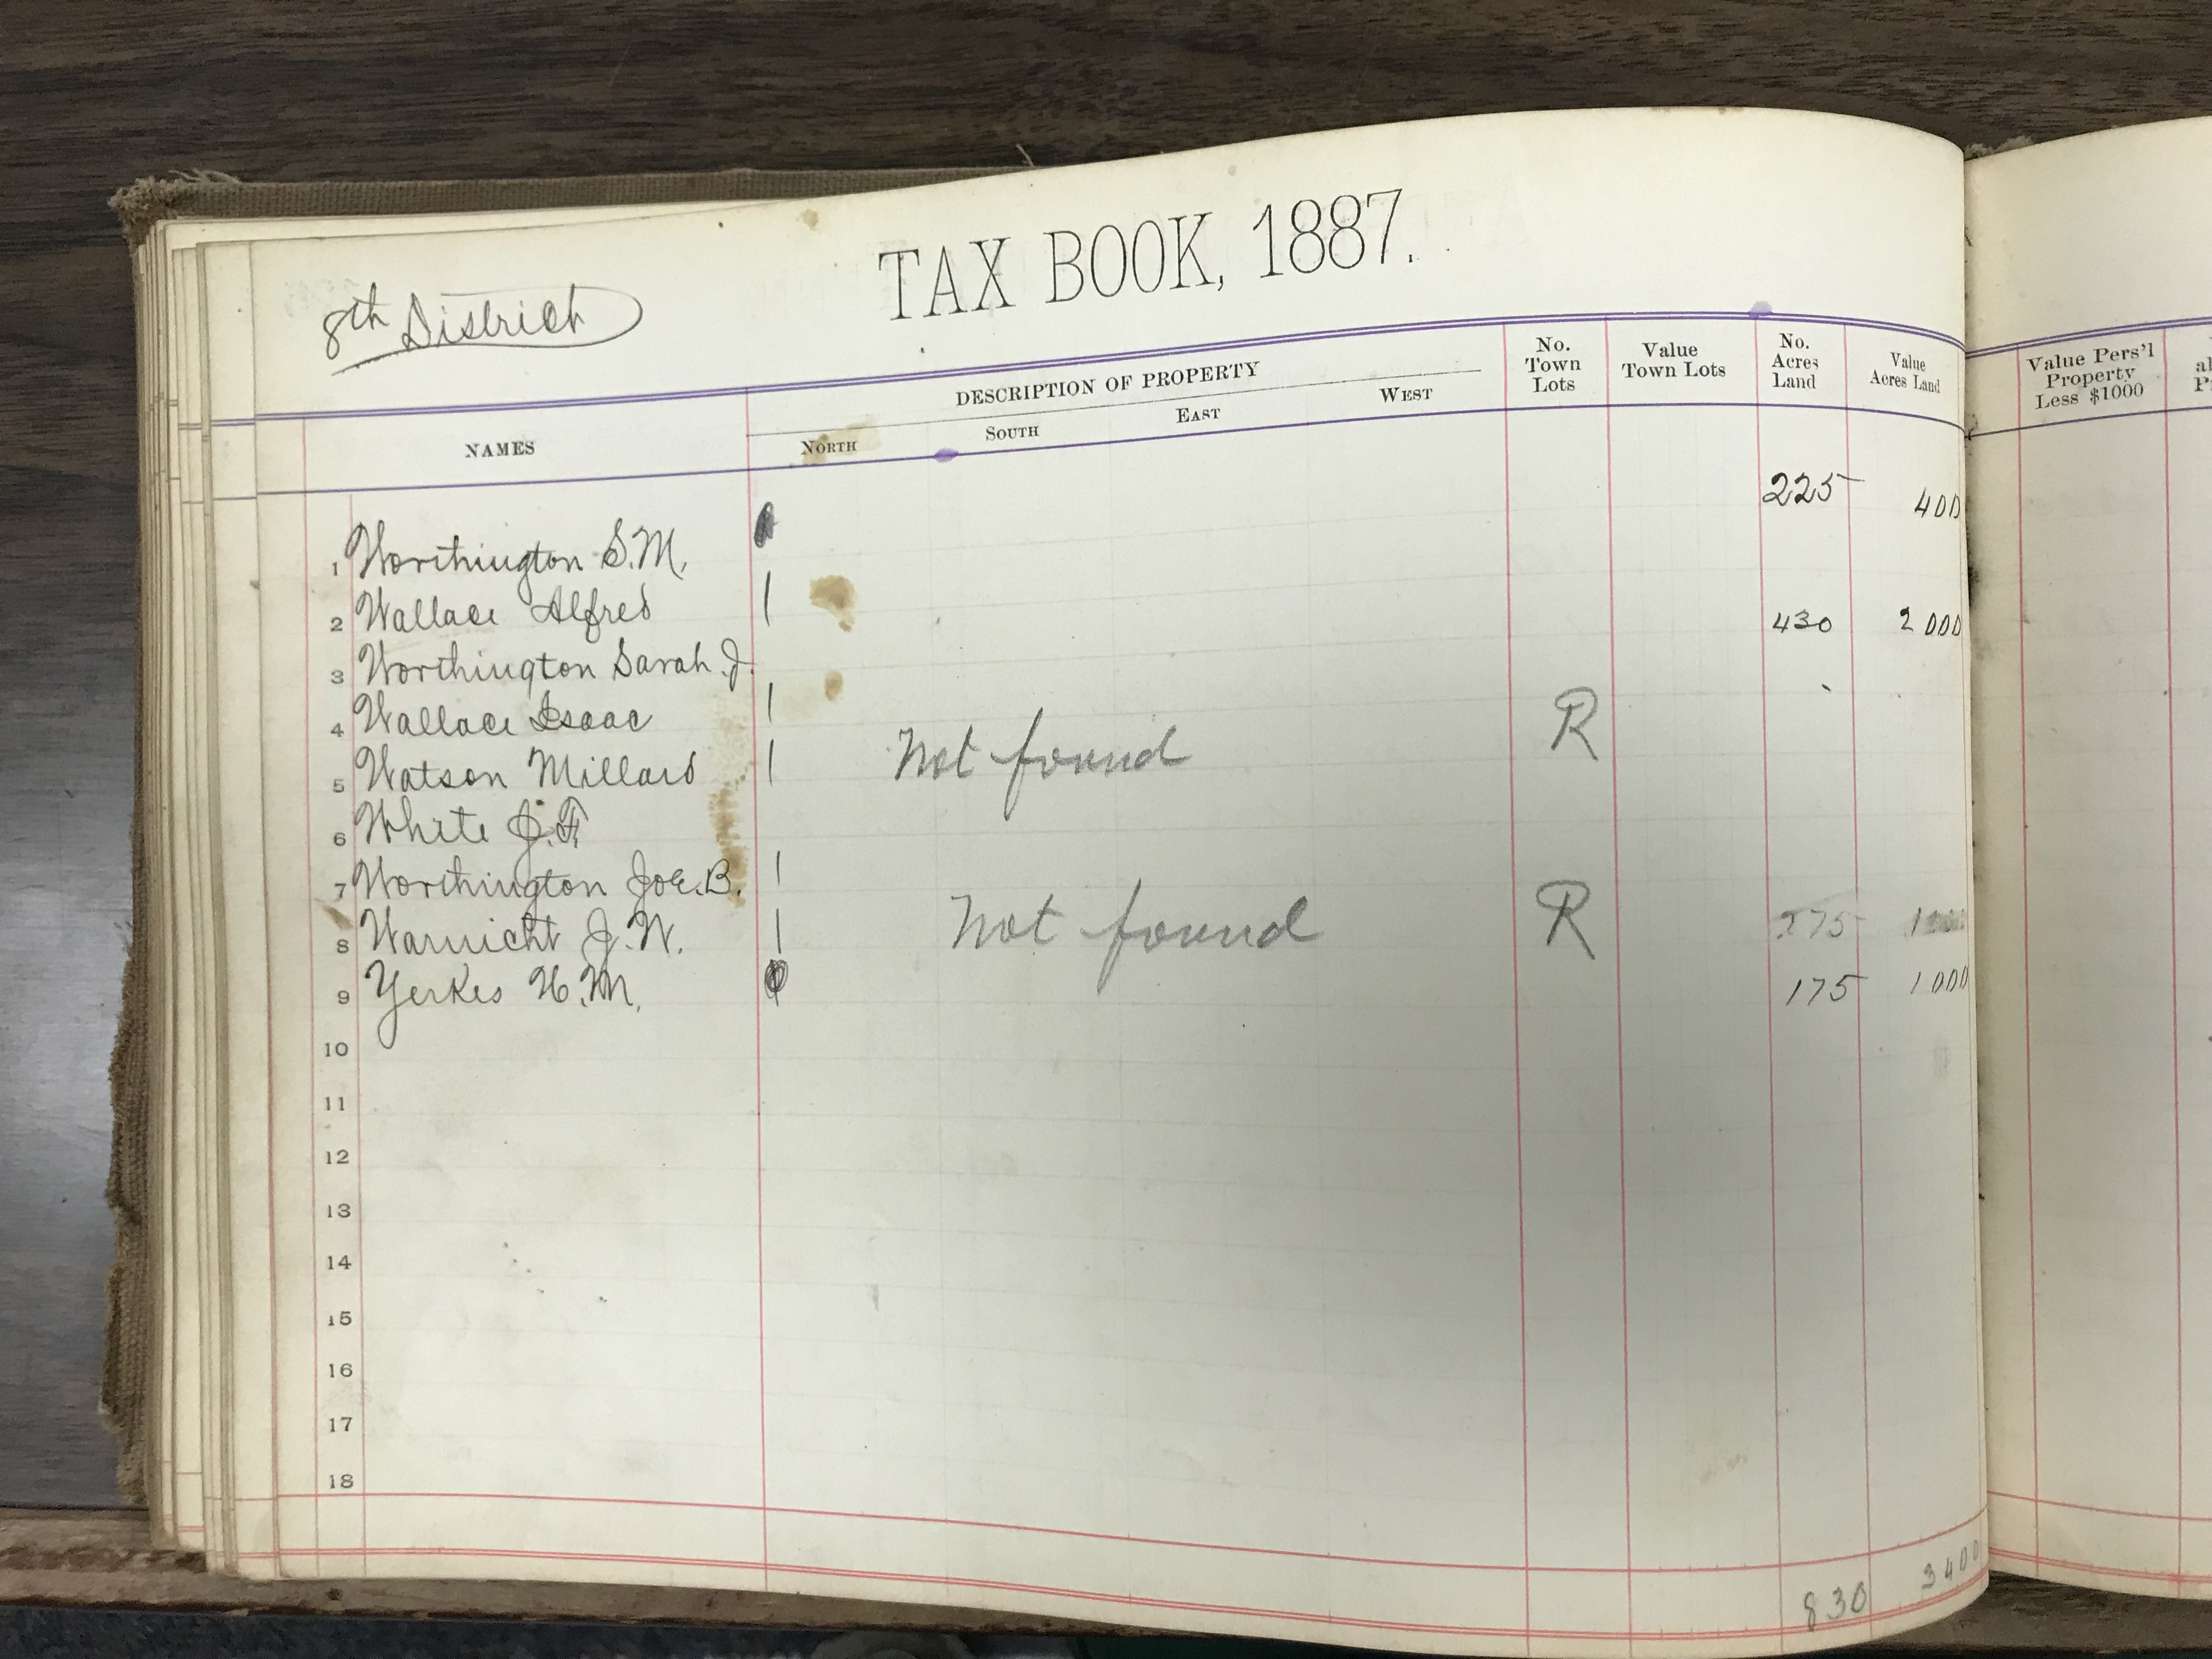 TAX BOOK, 1887.
8th District
NAMES
DESCRIPTION OF PROPERTY
NORTH SOUTH EAST WEST
No. Town Lots
Value Town Lots
No. Acres Land
Value Acres Land
Value Pers'l Property Less $1000
1 Worthington S.M. 225 400
2 Wallace Alfred 1
3 Worthington Sarah J. 430 2000
4 Wallace Isaac 1
5 Watson Millard 1 Not found R
6 White J.F.
7 Worthington Joe.B. 1
8 Warnicht J.W. 1 Not found R
9 Yerkes H.M. 175 1000
10
11
12
13
14
15
16
17
18
830 3400